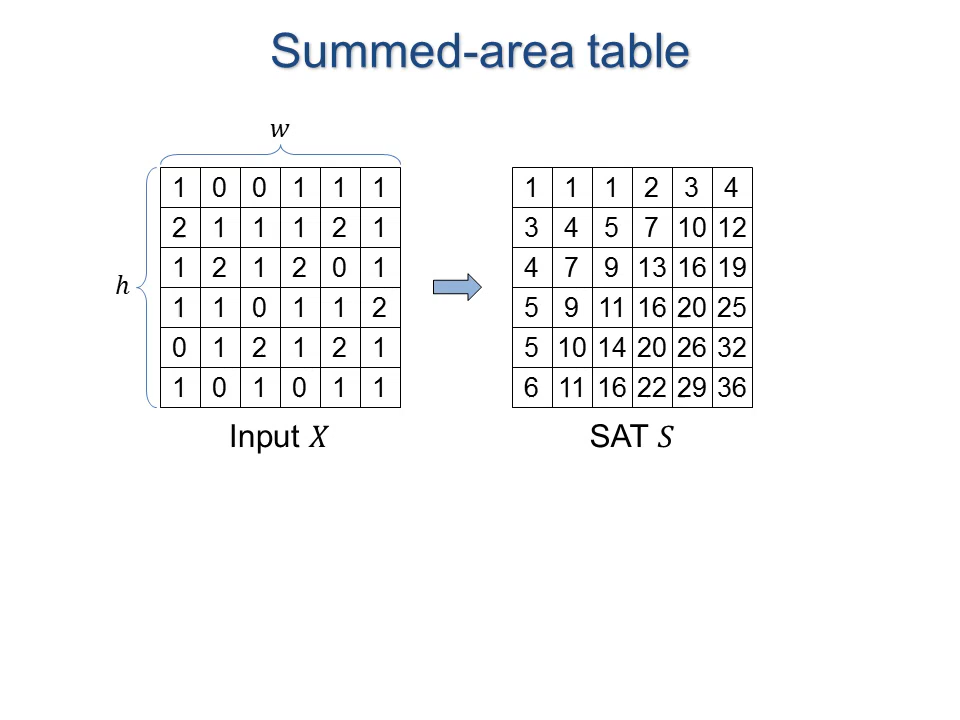 Summed-area table
w
h
1 0 0 1 1 1
2 1 1 1 2 1
1 2 1 2 0 1
1 1 0 1 1 2
0 1 2 1 2 1
1 0 1 0 1 1
Input X
1 1 1 2 3 4
3 4 5 7 10 12
4 7 9 13 16 19
5 9 11 16 20 25
5 10 14 20 26 32
6 11 16 22 29 36
SAT S